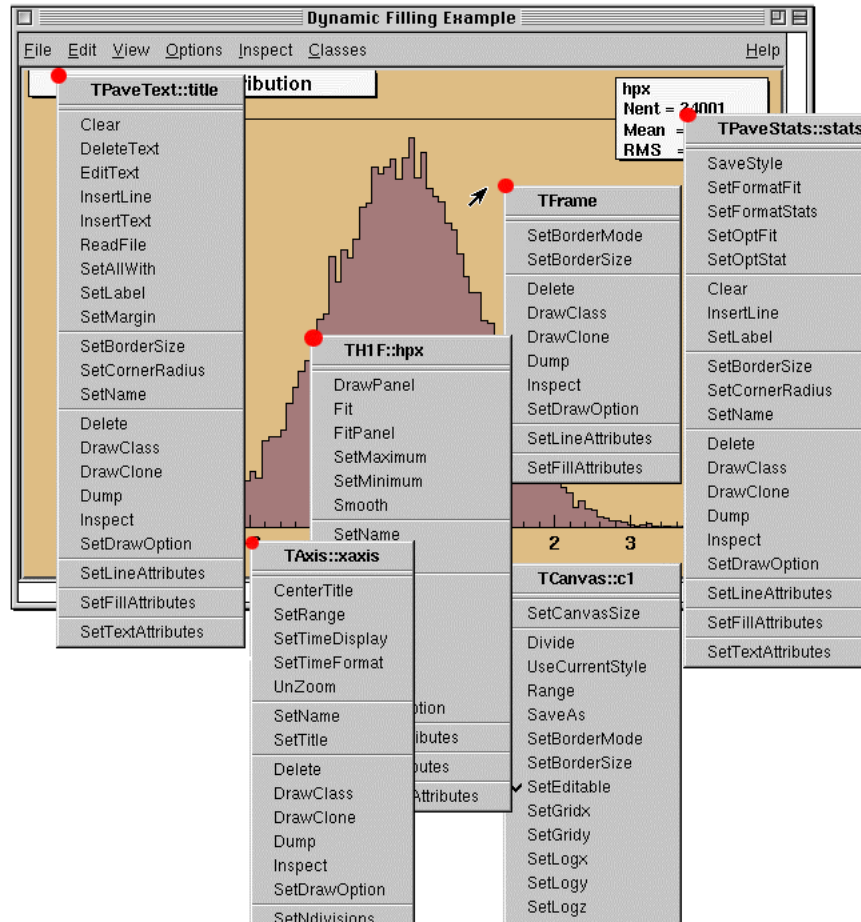 Dynamic Filling Example
File Edit View Options Inspect Classes Help
ibution
hpx
Nent = 24001
Mean =
RMS =
TPaveText::title
Clear
DeleteText
EditText
InsertLine
InsertText
ReadFile
SetAllWith
SetLabel
SetMargin
SetBorderSize
SetCornerRadius
SetName
Delete
DrawClass
DrawClone
Dump
Inspect
SetDrawOption
SetLineAttributes
SetFillAttributes
SetTextAttributes
TH1F::hpx
DrawPanel
Fit
FitPanel
SetMaximum
SetMinimum
Smooth
SetName
ption
ibutes
butes
Attributes
TAxis::xaxis
CenterTitle
SetRange
SetTimeDisplay
SetTimeFormat
UnZoom
SetName
SetTitle
Delete
DrawClass
DrawClone
Dump
Inspect
SetDrawOption
SetNdivisions
TFrame
SetBorderMode
SetBorderSize
Delete
DrawClass
DrawClone
Dump
Inspect
SetDrawOption
SetLineAttributes
SetFillAttributes
2 3
TCanvas::c1
SetCanvasSize
Divide
UseCurrentStyle
Range
SaveAs
SetBorderMode
SetBorderSize
SetEditable
SetGridx
SetGridy
SetLogx
SetLogy
SetLogz
TPaveStats::stats
SaveStyle
SetFormatFit
SetFormatStats
SetOptFit
SetOptStat
Clear
InsertLine
SetLabel
SetBorderSize
SetCornerRadius
SetName
Delete
DrawClass
DrawClone
Dump
Inspect
SetDrawOption
SetLineAttributes
SetFillAttributes
SetTextAttributes